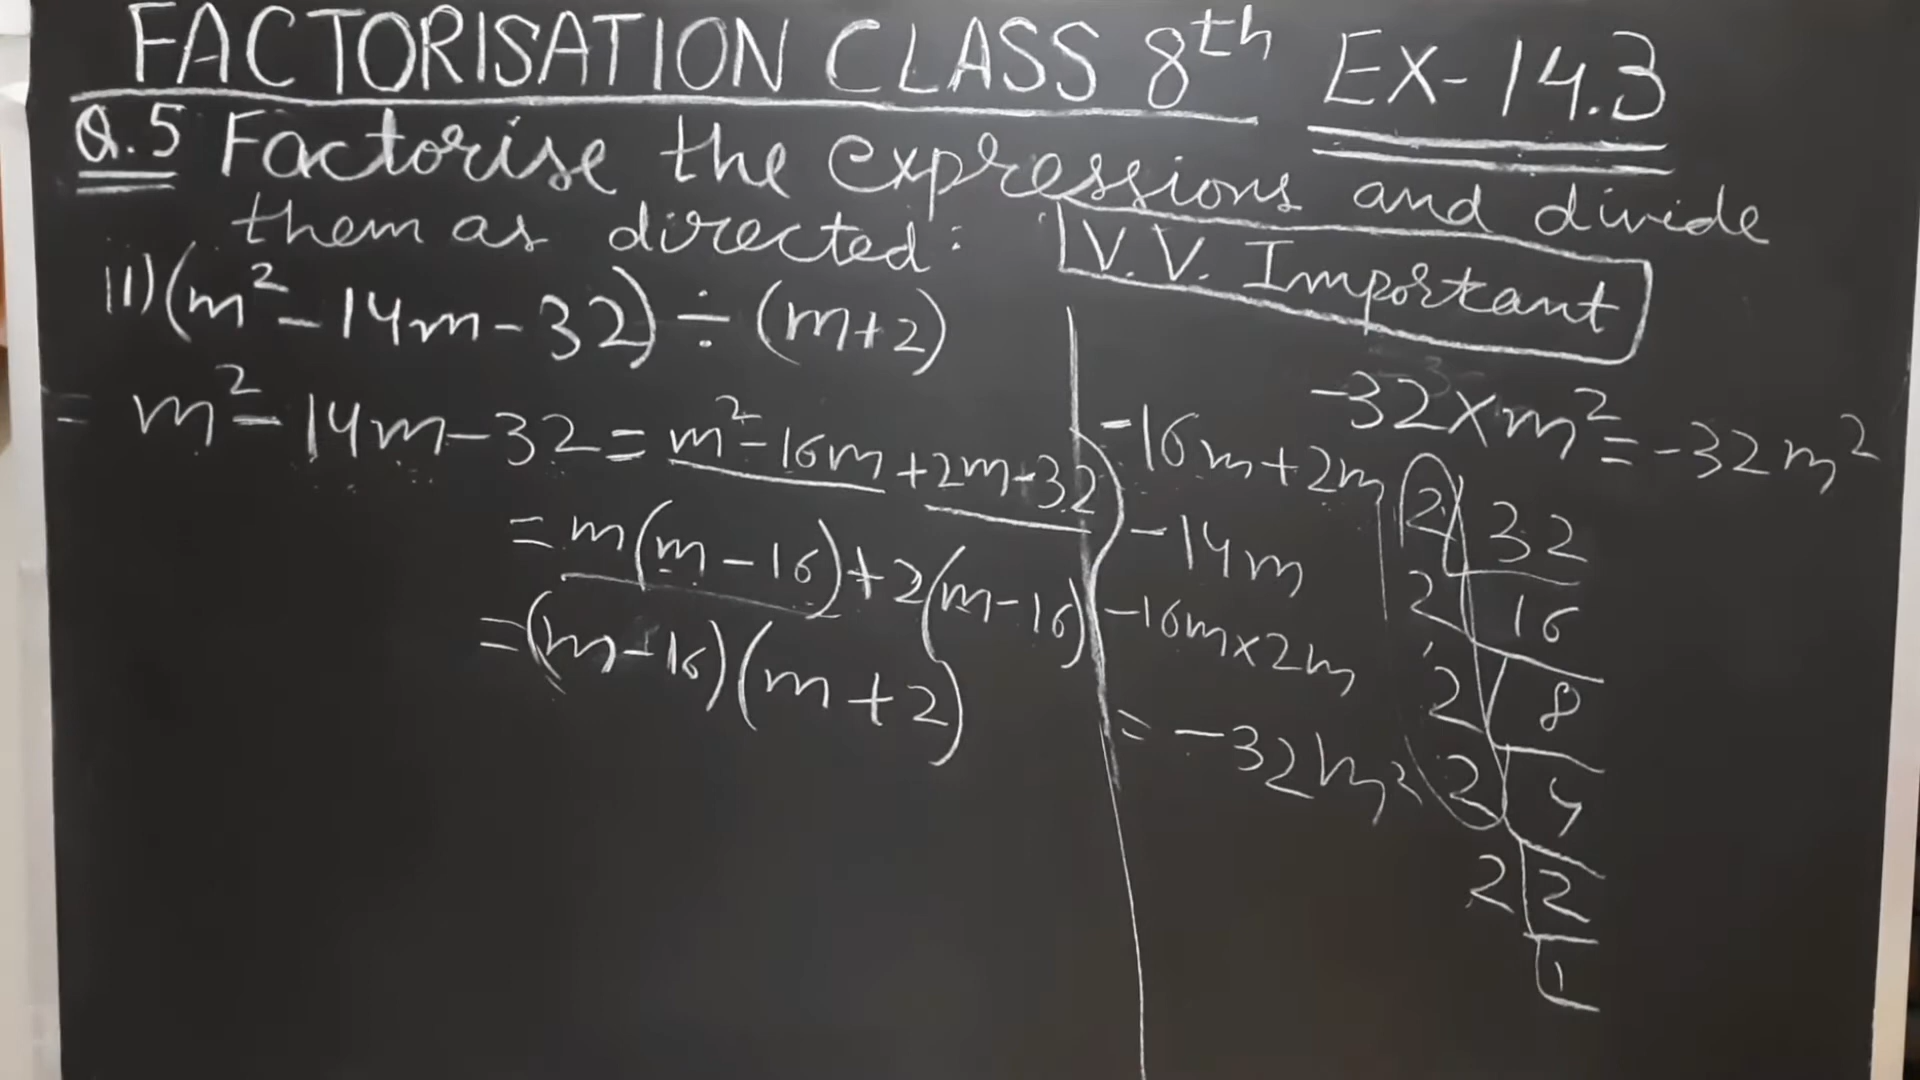 FACTORISATION CLASS 8th EX-14.3
Q.5 Factorise the expressions and divide
them as directed:
V.V. Important
ii) (m² - 14m - 32) ÷ (m+2)
= m² - 14m - 32 = m² - 16m + 2m - 32
= m(m - 16) + 2(m - 16)
= (m - 16)(m + 2)
-32 × m² = -32m²
-16m + 2m
-14m
-16m × 2m
= -32m²
2 32
2 16
2 8
2 4
2 2
1